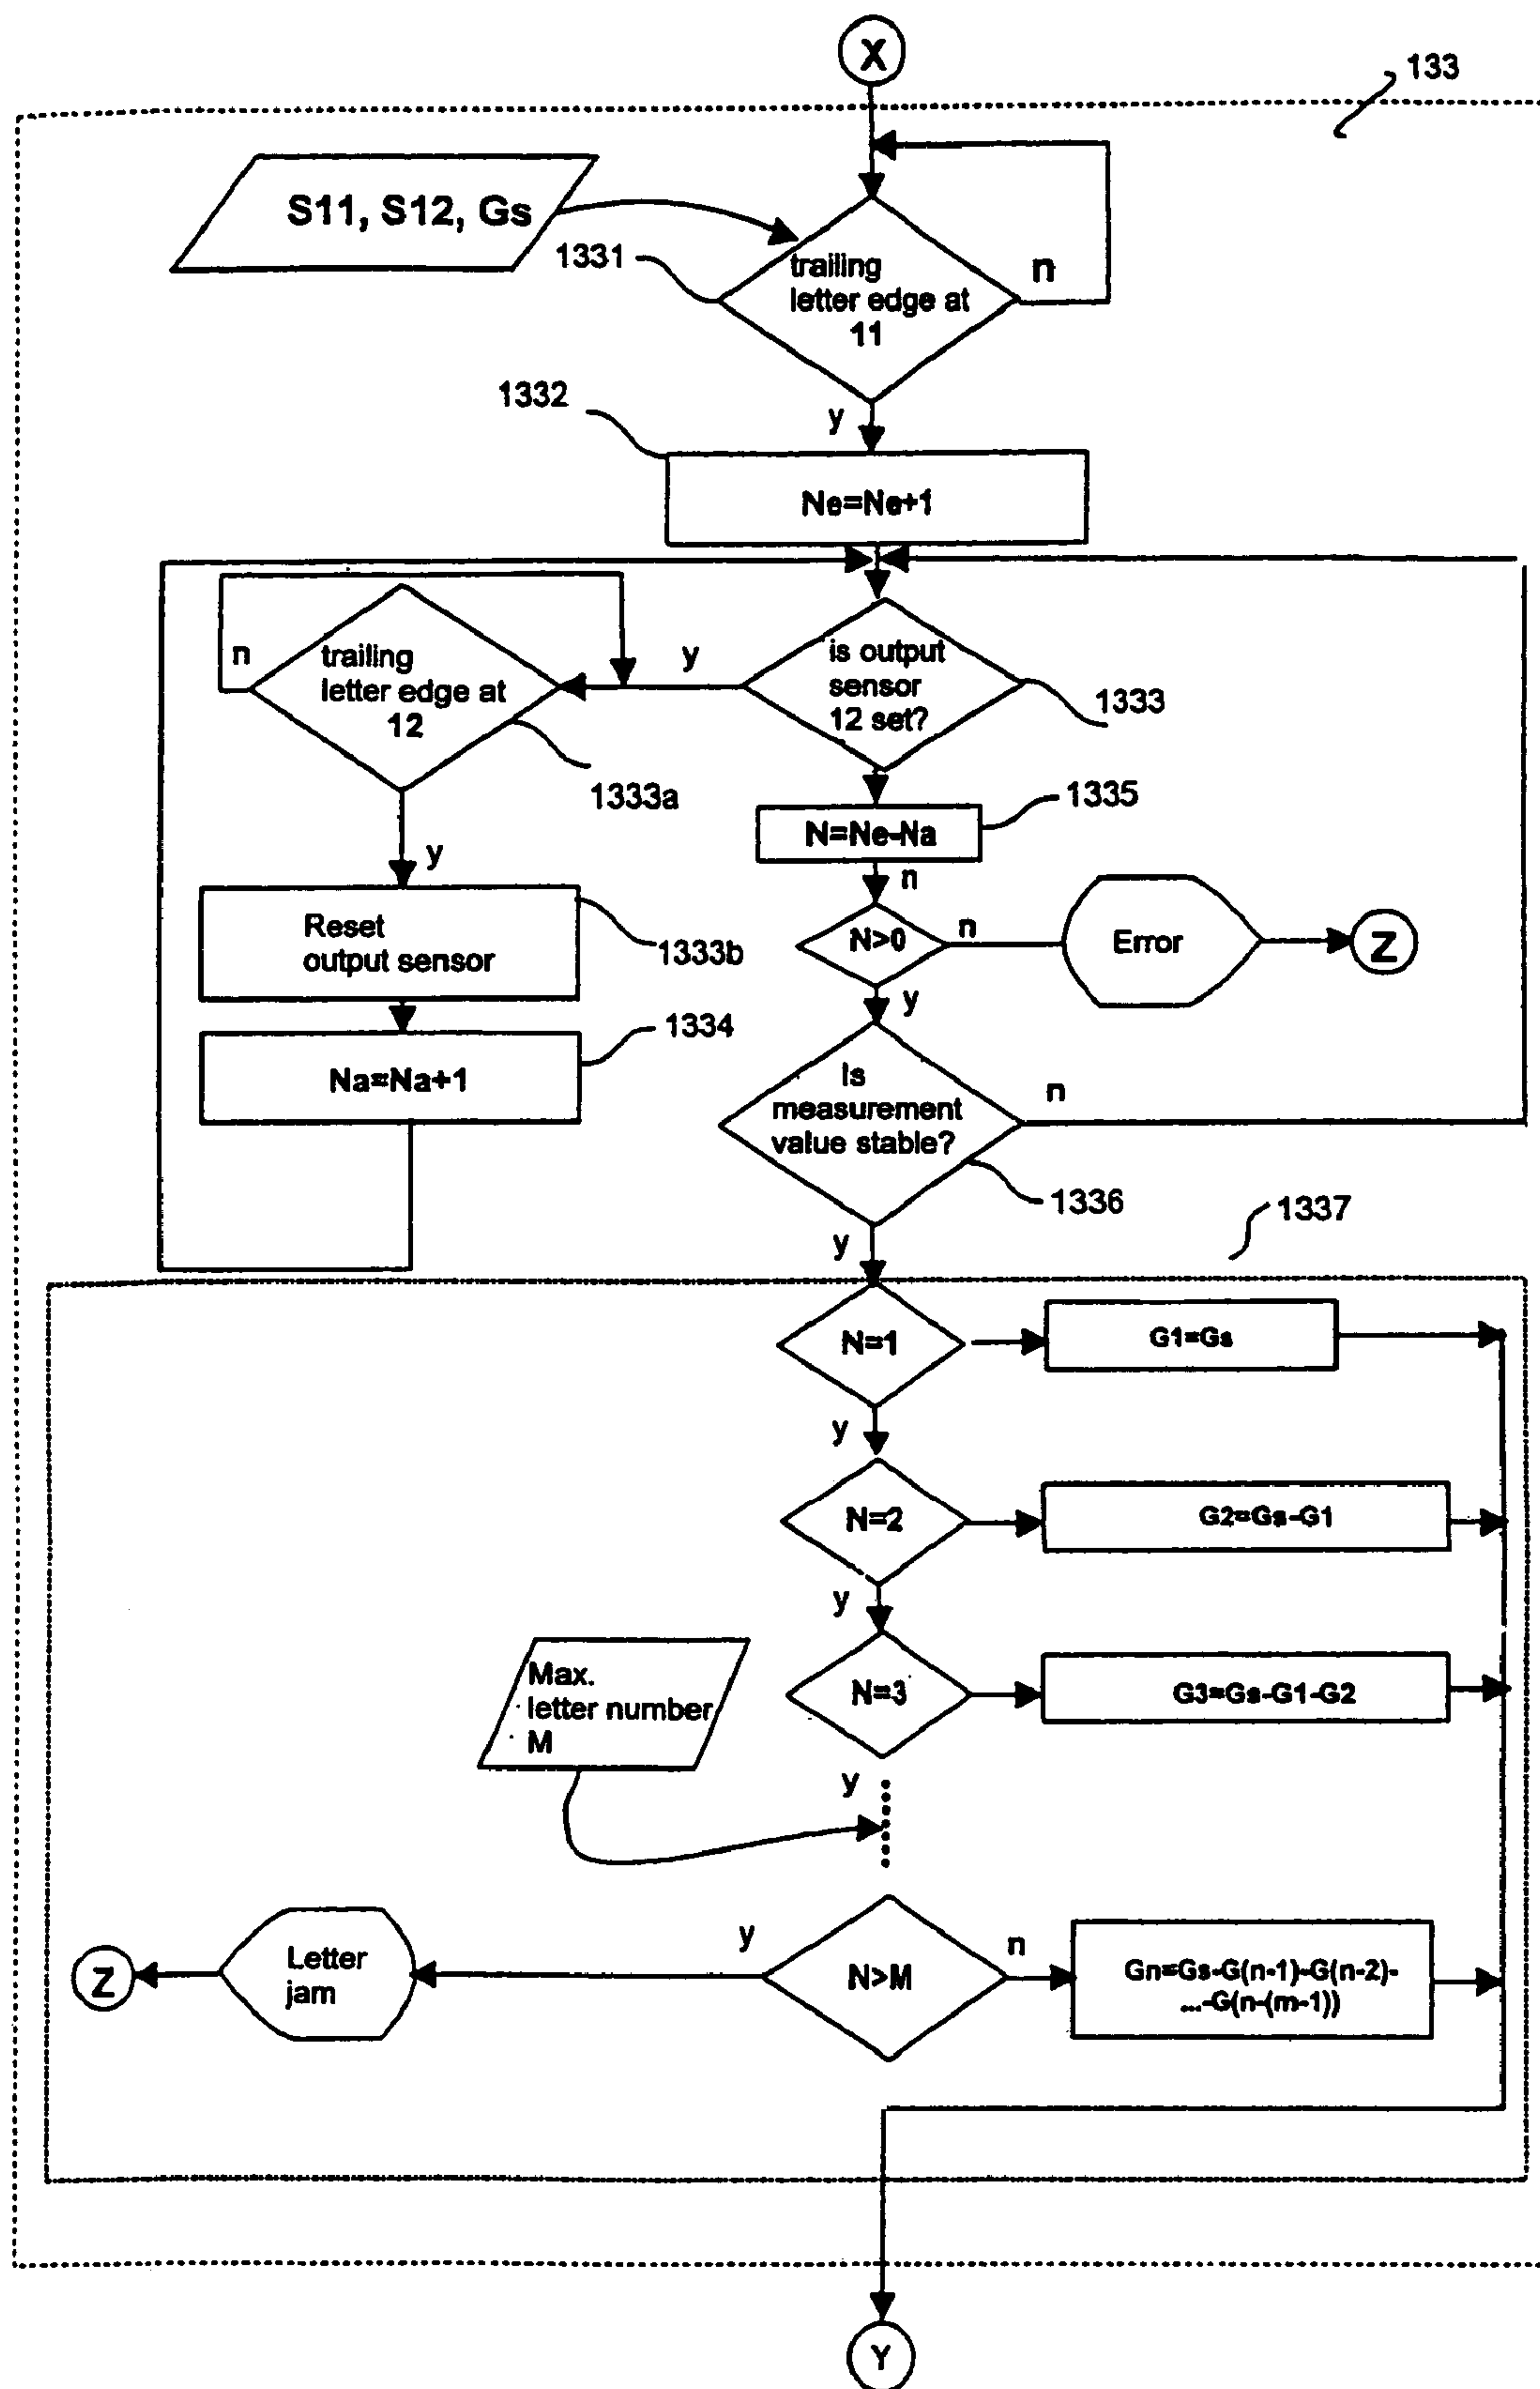 X
133
S11, S12, Gs
1331
trailing
letter edge at
11
n
1332
y
Ne=Ne+1
n
trailing
letter edge at
12
y
is output
sensor
12 set?
1333
1333a
1335
N=Ne-Na
y
n
Reset
output sensor
1333b
N>0
n
Error
Z
y
1334
Na=Na+1
Is
measurement
value stable?
n
1336
y
1337
N=1
G1=Gs
y
N=2
G2=Gs-G1
y
Max.
letter number
M
N=3
G3=Gs-G1-G2
y
Z
Letter
jam
y
N>M
n
Gn=Gs-G(n-1)-G(n-2)-
...-G(n-(m-1))
Y